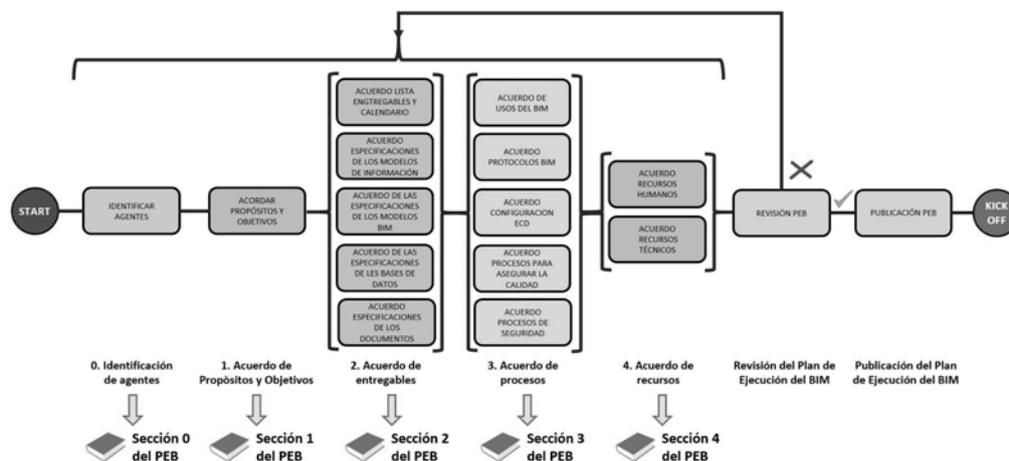 START
IDENTIFICAR
AGENTES
ACORDAR
PROPÓSITOS Y
OBJETIVOS
ACUERDO LISTA
ENGTREGABLES Y
CALENDARIO
ACUERDO
ESPECIFICACIONES
DE LOS MODELOS
DE INFORMACIÓN
ACUERDO DE LAS
ESPECIFICACIONES
DE LOS MODELOS
BIM
ACUERDO DE LAS
ESPECIFICACIONES
DE LES BASES DE
DATOS
ACUERDO
ESPECIFICACIONES
DE LOS
DOCUMENTOS
ACUERDO DE
USOS DEL BIM
ACUERDO
PROTOCOLOS BIM
ACUERDO
CONFIGURACION
ECD
ACUERDO
PROCESOS PARA
ASEGURAR LA
CALIDAD
ACUERDO
PROCESOS DE
SEGURIDAD
ACUERDO
RECURSOS
HUMANOS
ACUERDO
RECURSOS
TÉCNICOS
REVISIÓN PEB
PUBLICACIÓN PEB
KICK
OFF
0. Identificación
de agentes
1. Acuerdo de
Propósitos y Objetivos
2. Acuerdo de
entregables
3. Acuerdo de
procesos
4. Acuerdo de
recursos
Revisión del Plan de
Ejecución del BIM
Publicación del Plan
de Ejecución del BIM
Sección 0
del PEB
Sección 1
del PEB
Sección 2
del PEB
Sección 3
del PEB
Sección 4
del PEB